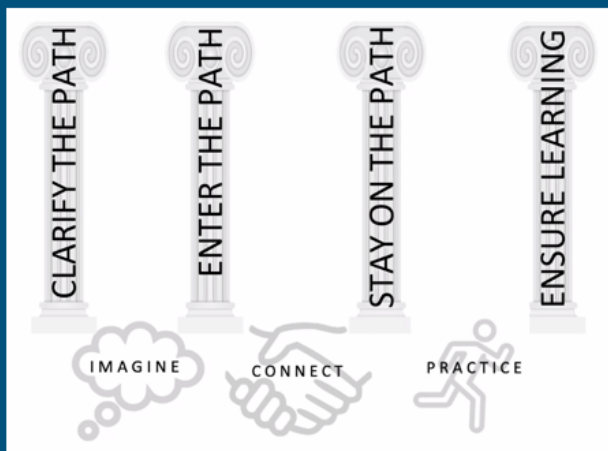 CLARIFY THE PATH
ENTER THE PATH
STAY ON THE PATH
ENSURE LEARNING
IMAGINE
CONNECT
PRACTICE